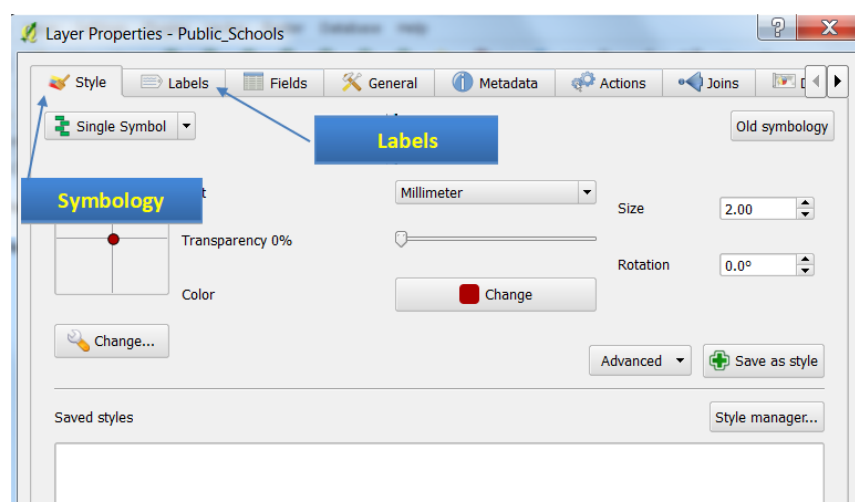 Layer Properties - Public_Schools
Style Labels Fields General Metadata Actions Joins
Single Symbol Labels Old symbology
Symbology Millimeter Size 2.00
Transparency 0%
Rotation 0.0°
Color Change
Change...
Advanced Save as style
Saved styles Style manager...